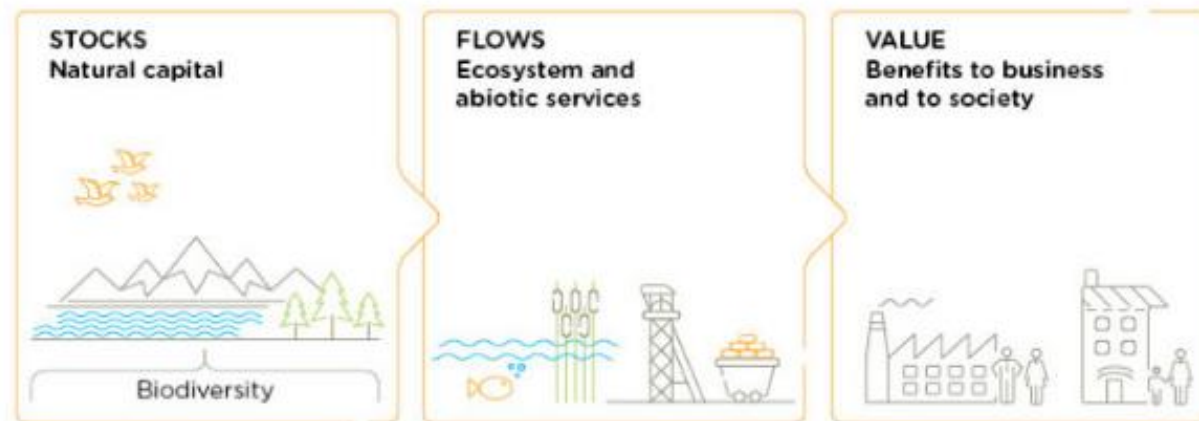 STOCKS
Natural capital
Biodiversity
FLOWS
Ecosystem and
abiotic services
VALUE
Benefits to business
and to society